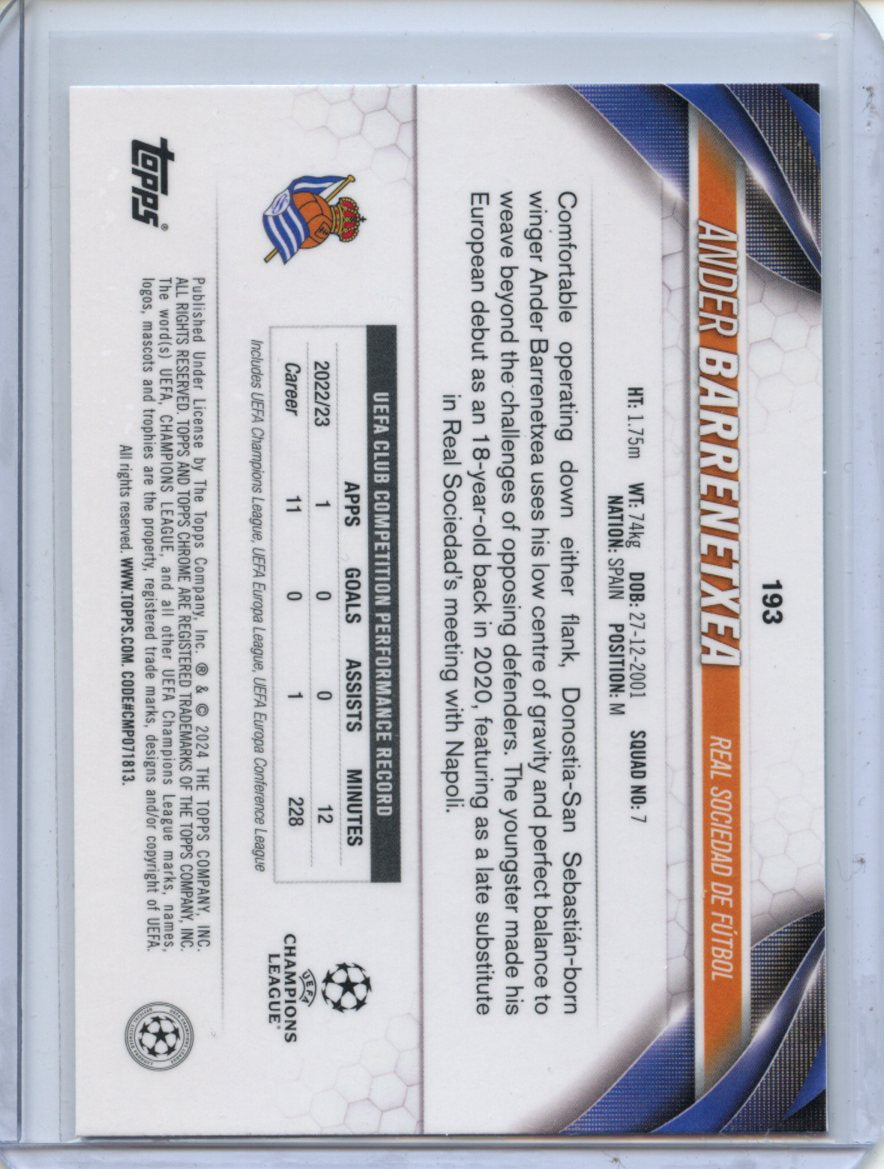 193
ANDER BARRENETXEA REAL SOCIEDAD DE FÚTBOL
HT: 1.75m WT: 74kg DOB: 27-12-2001 SQUAD NO: 7
NATION: SPAIN POSITION: M
Comfortable operating down either flank, Donostia-San Sebastián-born
winger Ander Barrenetxea uses his low centre of gravity and perfect balance to
weave beyond the challenges of opposing defenders. The youngster made his
European debut as an 18-year-old back in 2020, featuring as a late substitute
in Real Sociedad's meeting with Napoli.
UEFA CLUB COMPETITION PERFORMANCE RECORD
APPS GOALS ASSISTS MINUTES
2022/23 1 0 0 12
Career 11 0 1 228
Includes UEFA Champions League, UEFA Europa League, UEFA Europa Conference League
UEFA
CHAMPIONS
LEAGUE
topps®
Published Under License by The Topps Company, Inc. ® & © 2024 THE TOPPS COMPANY, INC.
ALL RIGHTS RESERVED. TOPPS AND TOPPS CHROME ARE REGISTERED TRADEMARKS OF THE TOPPS COMPANY, INC.
The word(s) UEFA, CHAMPIONS LEAGUE, and all other UEFA Champions League marks, names,
logos, mascots and trophies are the property, registered trade marks, designs and/or copyright of UEFA.
All rights reserved. WWW.TOPPS.COM. CODE#CMP071813.